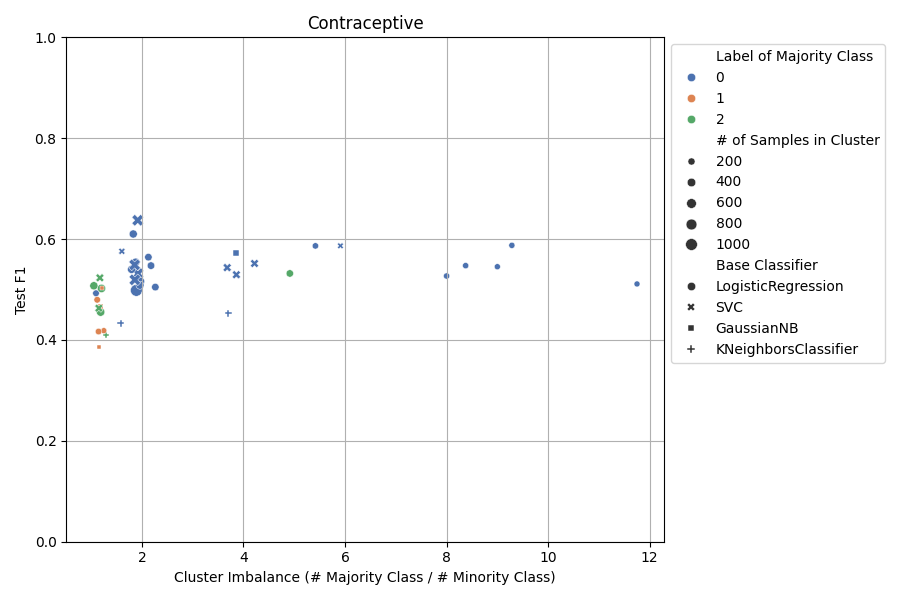 Contraceptive
Test F1
1.0
0.8
0.6
0.4
0.2
0.0
2
4
6
8
10
12
Cluster Imbalance (# Majority Class / # Minority Class)
Label of Majority Class
0
1
2
# of Samples in Cluster
200
400
600
800
1000
Base Classifier
LogisticRegression
SVC
GaussianNB
KNeighborsClassifier